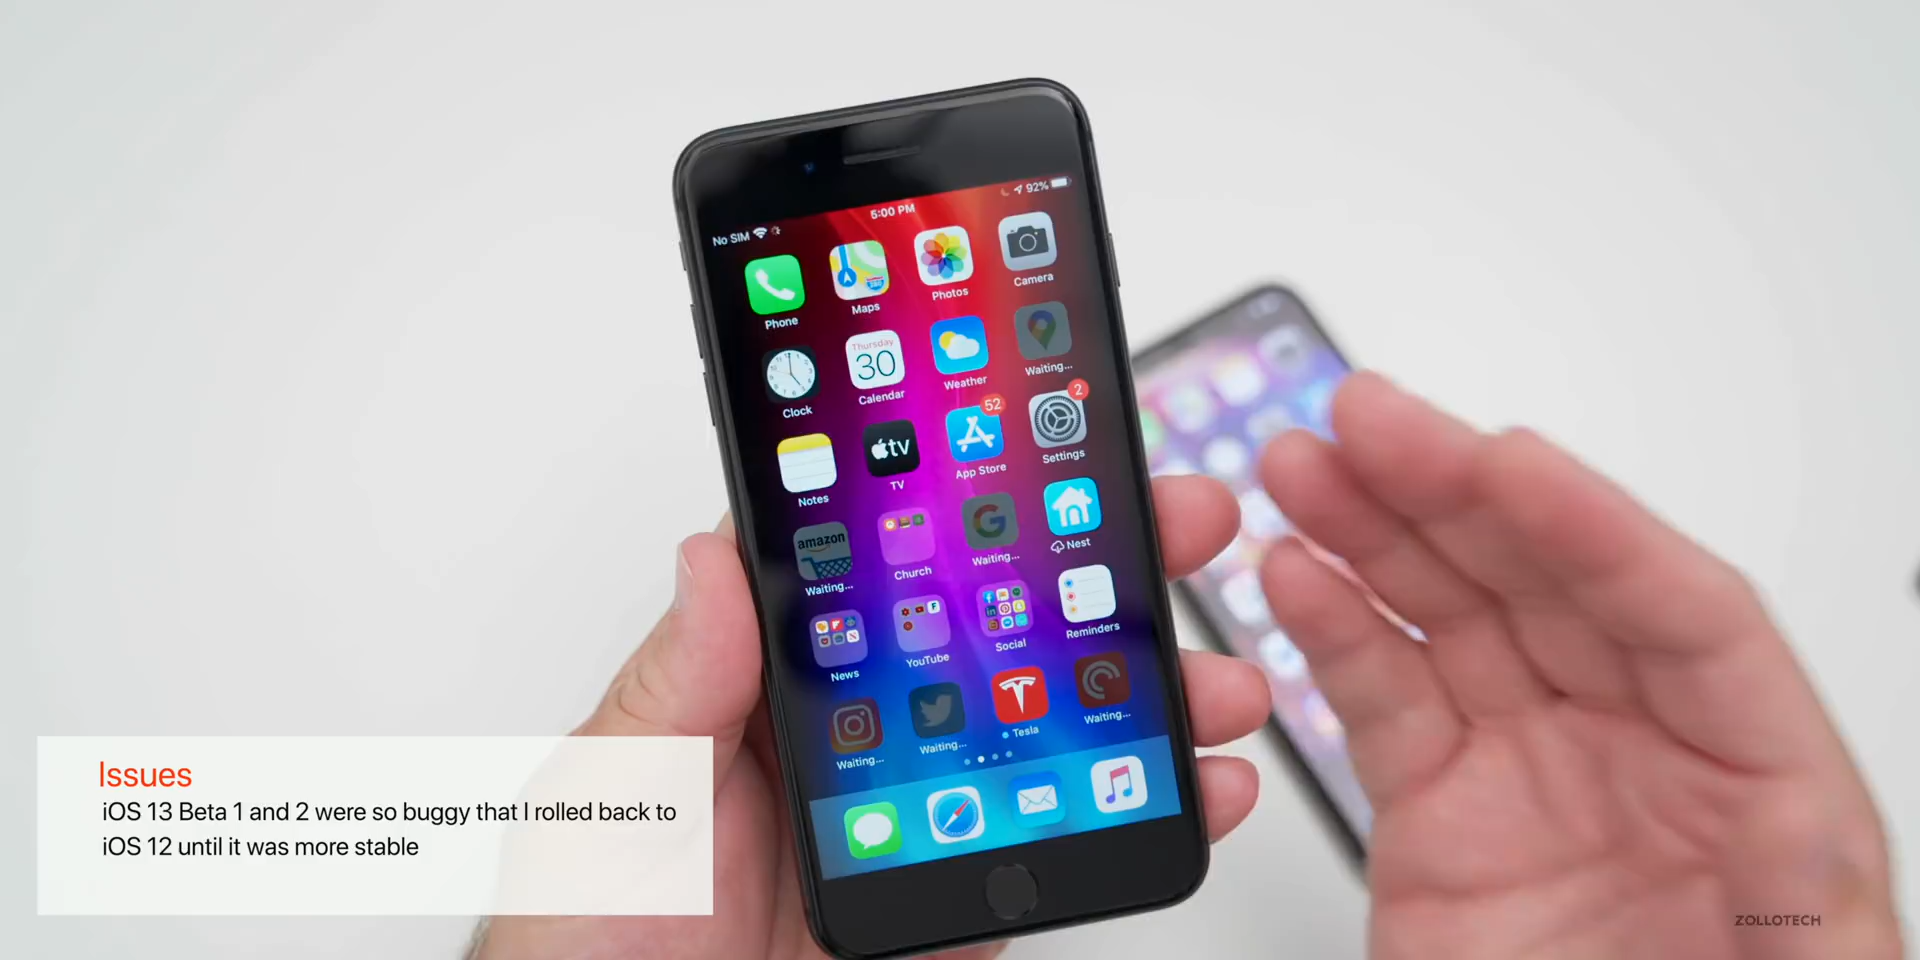 No SIM
5:00 PM
92%
Phone
Maps
Photos
Camera
Clock
Thursday
30
Calendar
Weather
Waiting...
Notes
tv
TV
52
App Store
2
Settings
amazon
Waiting...
Church
G
Waiting...
Nest
News
F
YouTube
Social
Reminders
Waiting...
Waiting...
Tesla
Waiting...
Issues
iOS 13 Beta 1 and 2 were so buggy that I rolled back to
iOS 12 until it was more stable
ZOLLOTECH